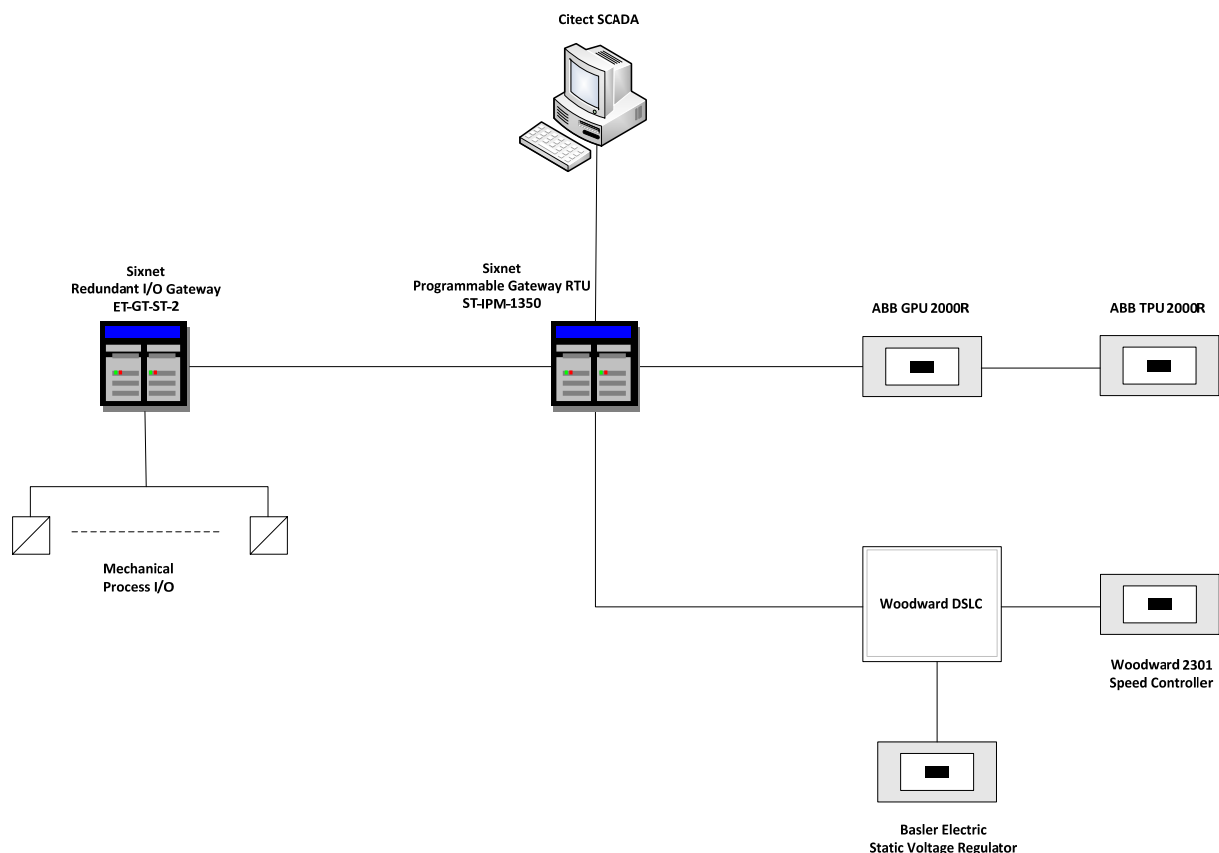 Citect SCADA
Sixnet
Redundant I/O Gateway
ET-GT-ST-2
Sixnet
Programmable Gateway RTU
ST-IPM-1350
ABB GPU 2000R
ABB TPU 2000R
Mechanical
Process I/O
Woodward DSLC
Woodward 2301
Speed Controller
Basler Electric
Static Voltage Regulator